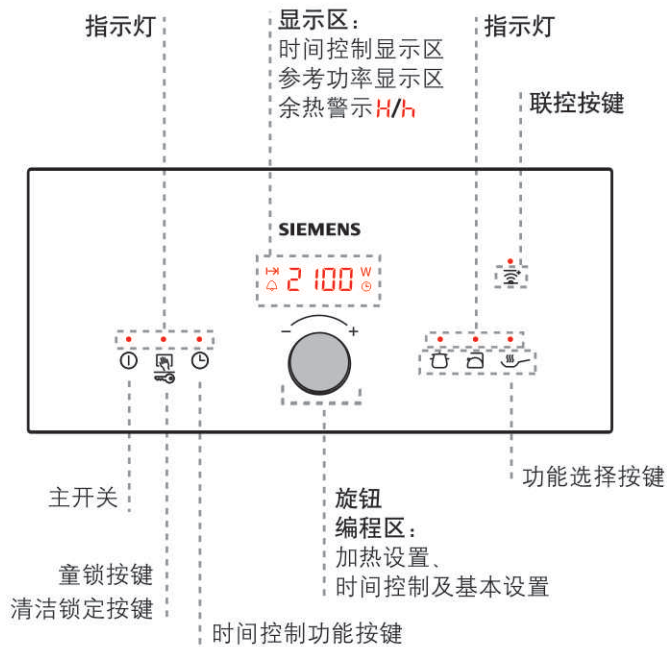 指示灯
显示区：
时间控制显示区
参考功率显示区
余热警示H/h
指示灯
联控按键
SIEMENS
2100 W
− +
主开关
童锁按键
清洁锁定按键
时间控制功能按键
旋钮
编程区：
加热设置、
时间控制及基本设置
功能选择按键